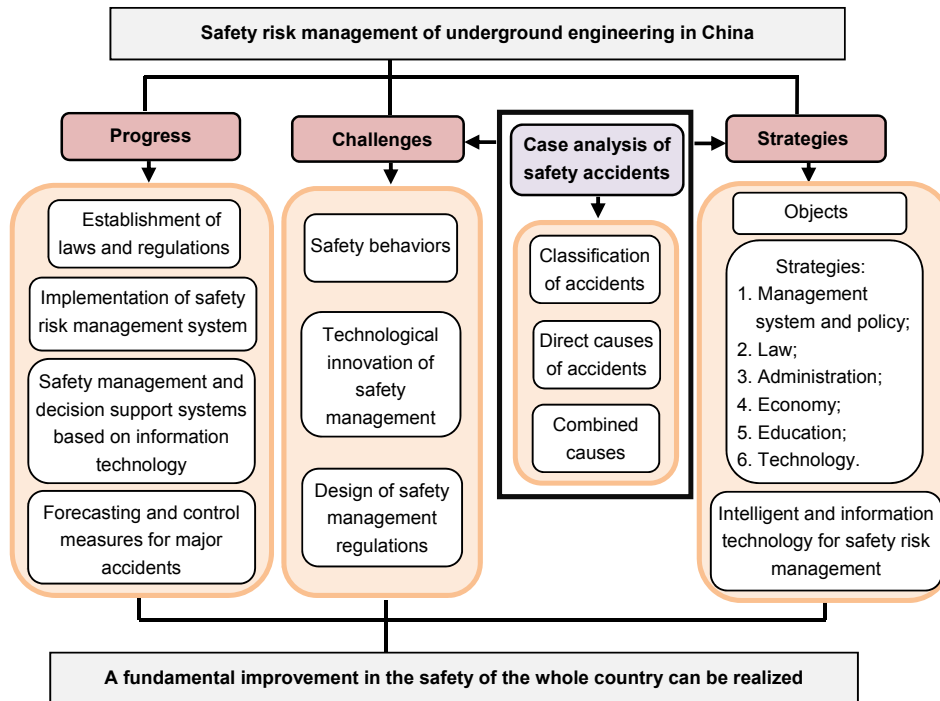 Safety risk management of underground engineering in China
Progress
Establishment of
laws and regulations
Implementation of safety
risk management system
Safety management and
decision support systems
based on information
technology
Forecasting and control
measures for major
accidents
Challenges
Safety behaviors
Technological
innovation of
safety
management
Design of safety
management
regulations
Case analysis of
safety accidents
Classification
of accidents
Direct causes
of accidents
Combined
causes
Strategies
Objects
Strategies:
1. Management
system and policy;
2. Law;
3. Administration;
4. Economy;
5. Education;
6. Technology.
Intelligent and information
technology for safety risk
management
A fundamental improvement in the safety of the whole country can be realized